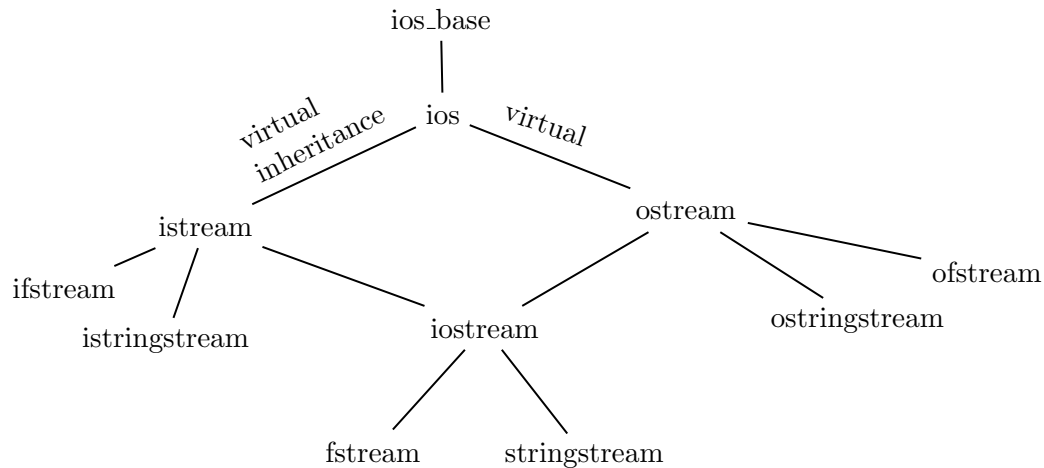 ios_base
virtual
inheritance
ios
virtual
istream
ostream
ifstream
istringstream
iostream
ostringstream
ofstream
fstream
stringstream